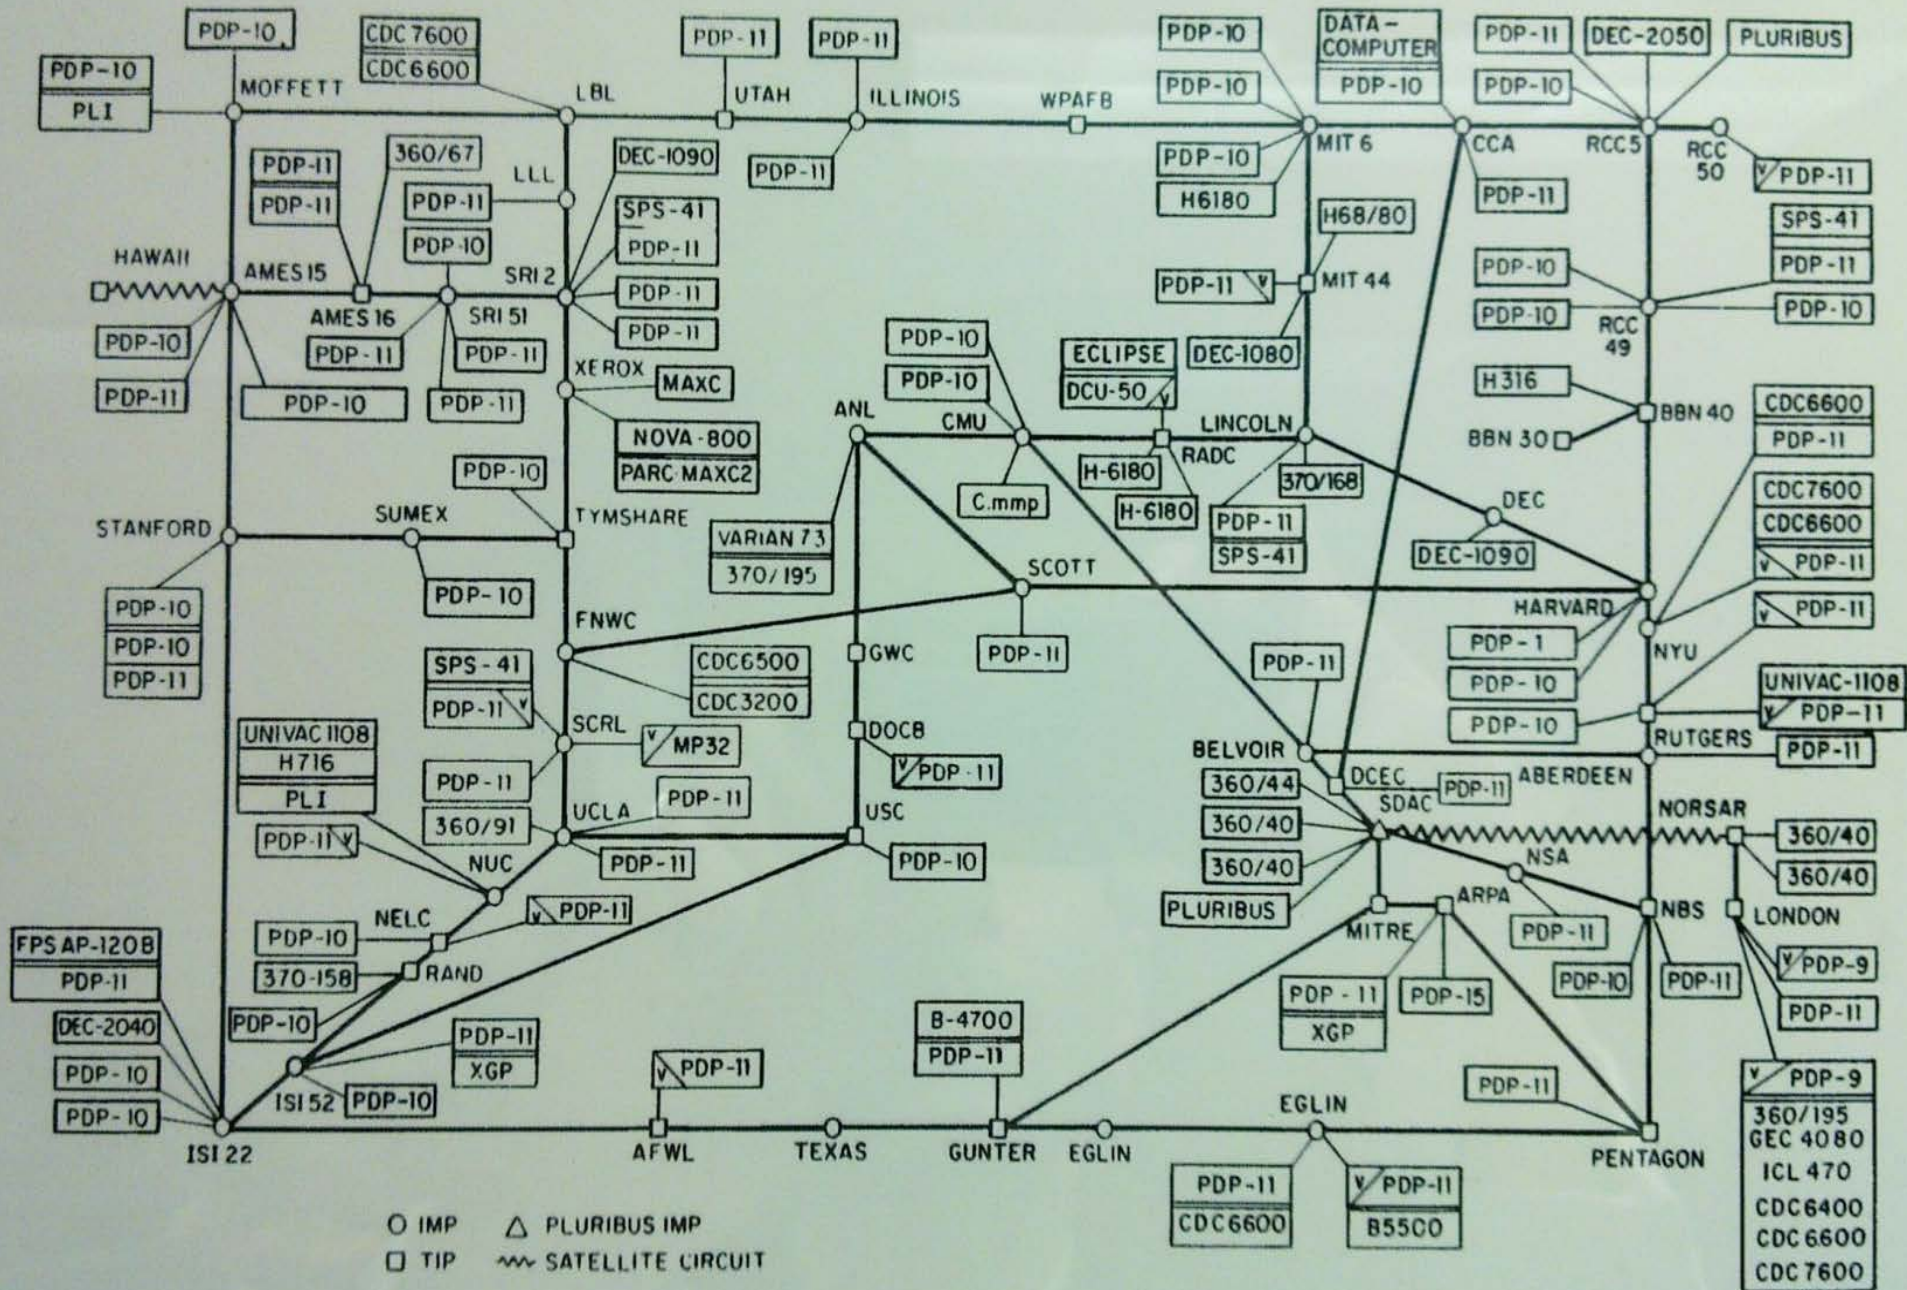 PDP-10
CDC 7600
CDC6600
PDP-11
PDP-11
PDP-10
DATA-
COMPUTER
PDP-10
PDP-11
DEC-2050
PLURIBUS
PDP-10
PLI
MOFFETT
LBL
UTAH
ILLINOIS
WPAFB
PDP-10
PDP-10
MIT 6
CCA
RCC5
RCC
50
PDP-11
PDP-11
360/67
LLL
PDP-11
DEC-1090
PDP-11
PDP-10
H6180
PDP-11
V PDP-11
SPS-41
PDP-11
H68/80
SPS-41
PDP-11
HAWAII
AMES 15
AMES 16
PDP-10
SRI 51
SRI 2
PDP-11
PDP-11
PDP-11 V
MIT 44
PDP-10
PDP-10
RCC
49
PDP-10
PDP-10
PDP-11
PDP-10
PDP-11
PDP-11
PDP-11
XEROX
MAXC
NOVA-800
PARC MAXC2
PDP-10
PDP-10
CMU
ANL
ECLIPSE
DCU-50 V
DEC-1080
LINCOLN
H316
BBN 40
BBN 30
CDC6600
PDP-11
STANFORD
SUMEX
PDP-10
TYMSHARE
C.mmp
H-6180
RADC
H-6180
370/168
DEC
CDC7600
CDC6600
V PDP-11
PDP-10
PDP-10
PDP-11
PDP-10
VARIAN 73
370/195
SCOTT
PDP-11
PDP-11
SPS-41
DEC-1090
HARVARD
V PDP-11
FNWC
CDC6500
CDC3200
GWC
PDP-11
PDP-1
PDP-10
NYU
PDP-10
UNIVAC-1108
V PDP-11
SPS-41
PDP-11 V
SCRL
V MP32
PDP-11
DOCB
V PDP-11
BELVOIR
RUTGERS
PDP-11
ABERDEEN
UNIVAC 1108
H716
PLI
PDP-11 V
360/91
UCLA
PDP-11
PDP-11
USC
PDP-10
DCEC
PDP-11
SDAC
360/44
360/40
360/40
PLURIBUS
NORSAR
360/40
360/40
NUC
NELC
V PDP-11
PDP-10
370-158
RAND
PDP-10
NSA
PDP-11
MITRE
ARPA
NBS
PDP-10
PDP-11
LONDON
V PDP-9
PDP-11
FPS AP-120B
PDP-11
DEC-2040
PDP-10
PDP-10
PDP-11
XGP
PDP-10
ISI 52
ISI 22
V PDP-11
AFWL
TEXAS
B-4700
PDP-11
GUNTER
EGLIN
PDP-11
XGP
PDP-15
EGLIN
PDP-11
PENTAGON
V PDP-9
360/195
GEC 4080
ICL 470
CDC6400
CDC6600
CDC7600
PDP-11
CDC6600
V PDP-11
B5500
IMP
PLURIBUS IMP
TIP
SATELLITE CIRCUIT